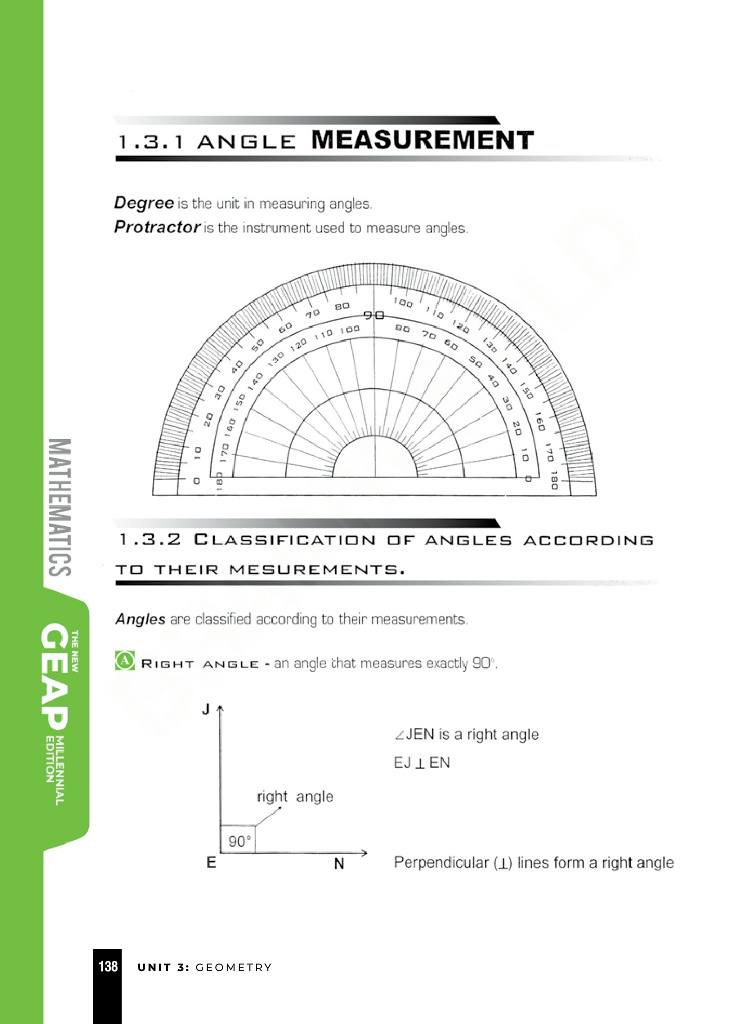 1.3.1 ANGLE MEASUREMENT
Degree is the unit in measuring angles.
Protractor is the instrument used to measure angles.
0 10 20 30 40 50 60 70 80 90 100 110 120 130 140 150 160 170 180
180 170 160 150 140 130 120 110 100 80 70 60 50 40 30 20 10 0
1.3.2 CLASSIFICATION OF ANGLES ACCORDING
TO THEIR MESUREMENTS.
Angles are classified according to their measurements.
A RIGHT ANGLE - an angle that measures exactly 90°.
J
∠JEN is a right angle
EJ ⊥ EN
right angle
90°
E N
Perpendicular (⊥) lines form a right angle
MATHEMATICS
THE NEW
GEAP
MILLENNIAL
EDITION
138 UNIT 3: GEOMETRY